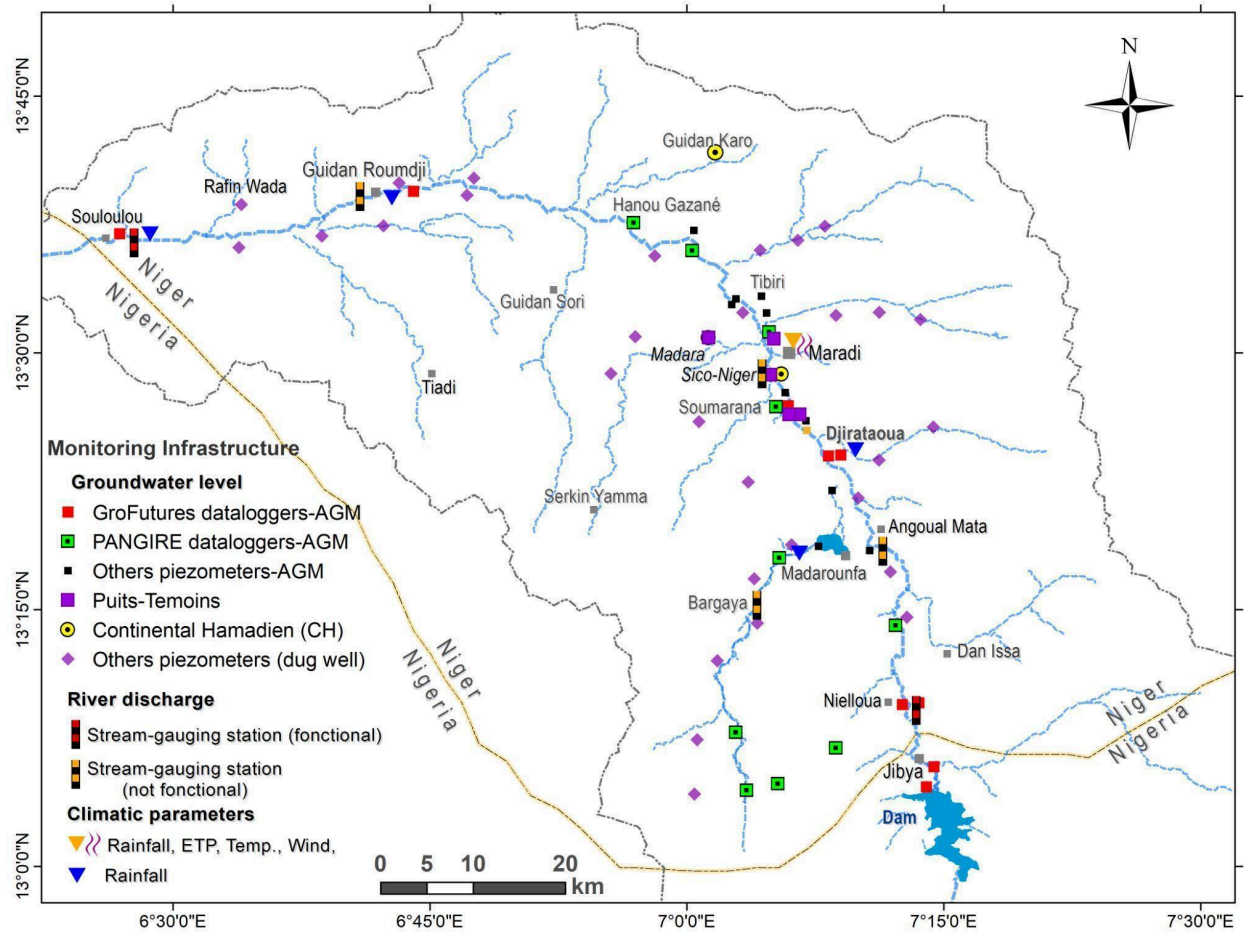 N
13°45'0"N
13°30'0"N
13°15'0"N
13°0'0"N
Guidan Karo
Guidan Roumdji
Rafin Wada
Souloulou
Hanou Gazané
Niger
Nigeria
Guidan Sori
Tibiri
Madara
Maradi
Sico-Niger
Tiadi
Soumarana
Djirataoua
Serkin Yamma
Angoual Mata
Madarounfa
Bargaya
Dan Issa
Niger
Nigeria
Nielloua
Niger
Nigeria
Jibya
Dam
Monitoring Infrastructure
Groundwater level
GroFutures dataloggers-AGM
PANGIRE dataloggers-AGM
Others piezometers-AGM
Puits-Temoins
Continental Hamadien (CH)
Others piezometers (dug well)
River discharge
Stream-gauging station (fonctional)
Stream-gauging station
(not fonctional)
Climatic parameters
Rainfall, ETP, Temp., Wind,
Rainfall
0 5 10 20
km
6°30'0"E 6°45'0"E 7°0'0"E 7°15'0"E 7°30'0"E